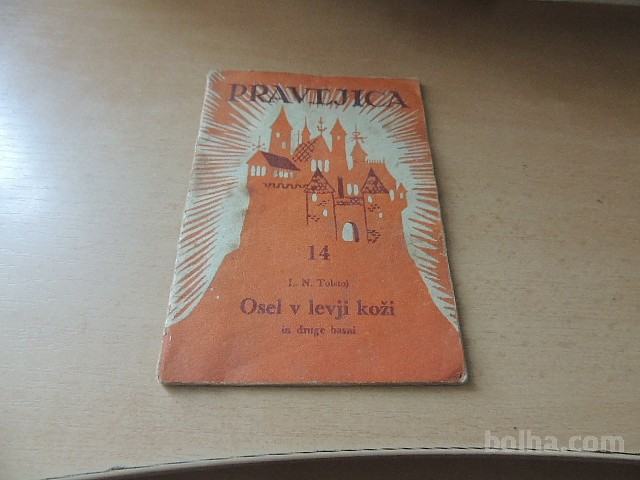 PRAVLJICA
14
L. N. Tolstoj
Osel v levji koži
in druge basni
bolha.com